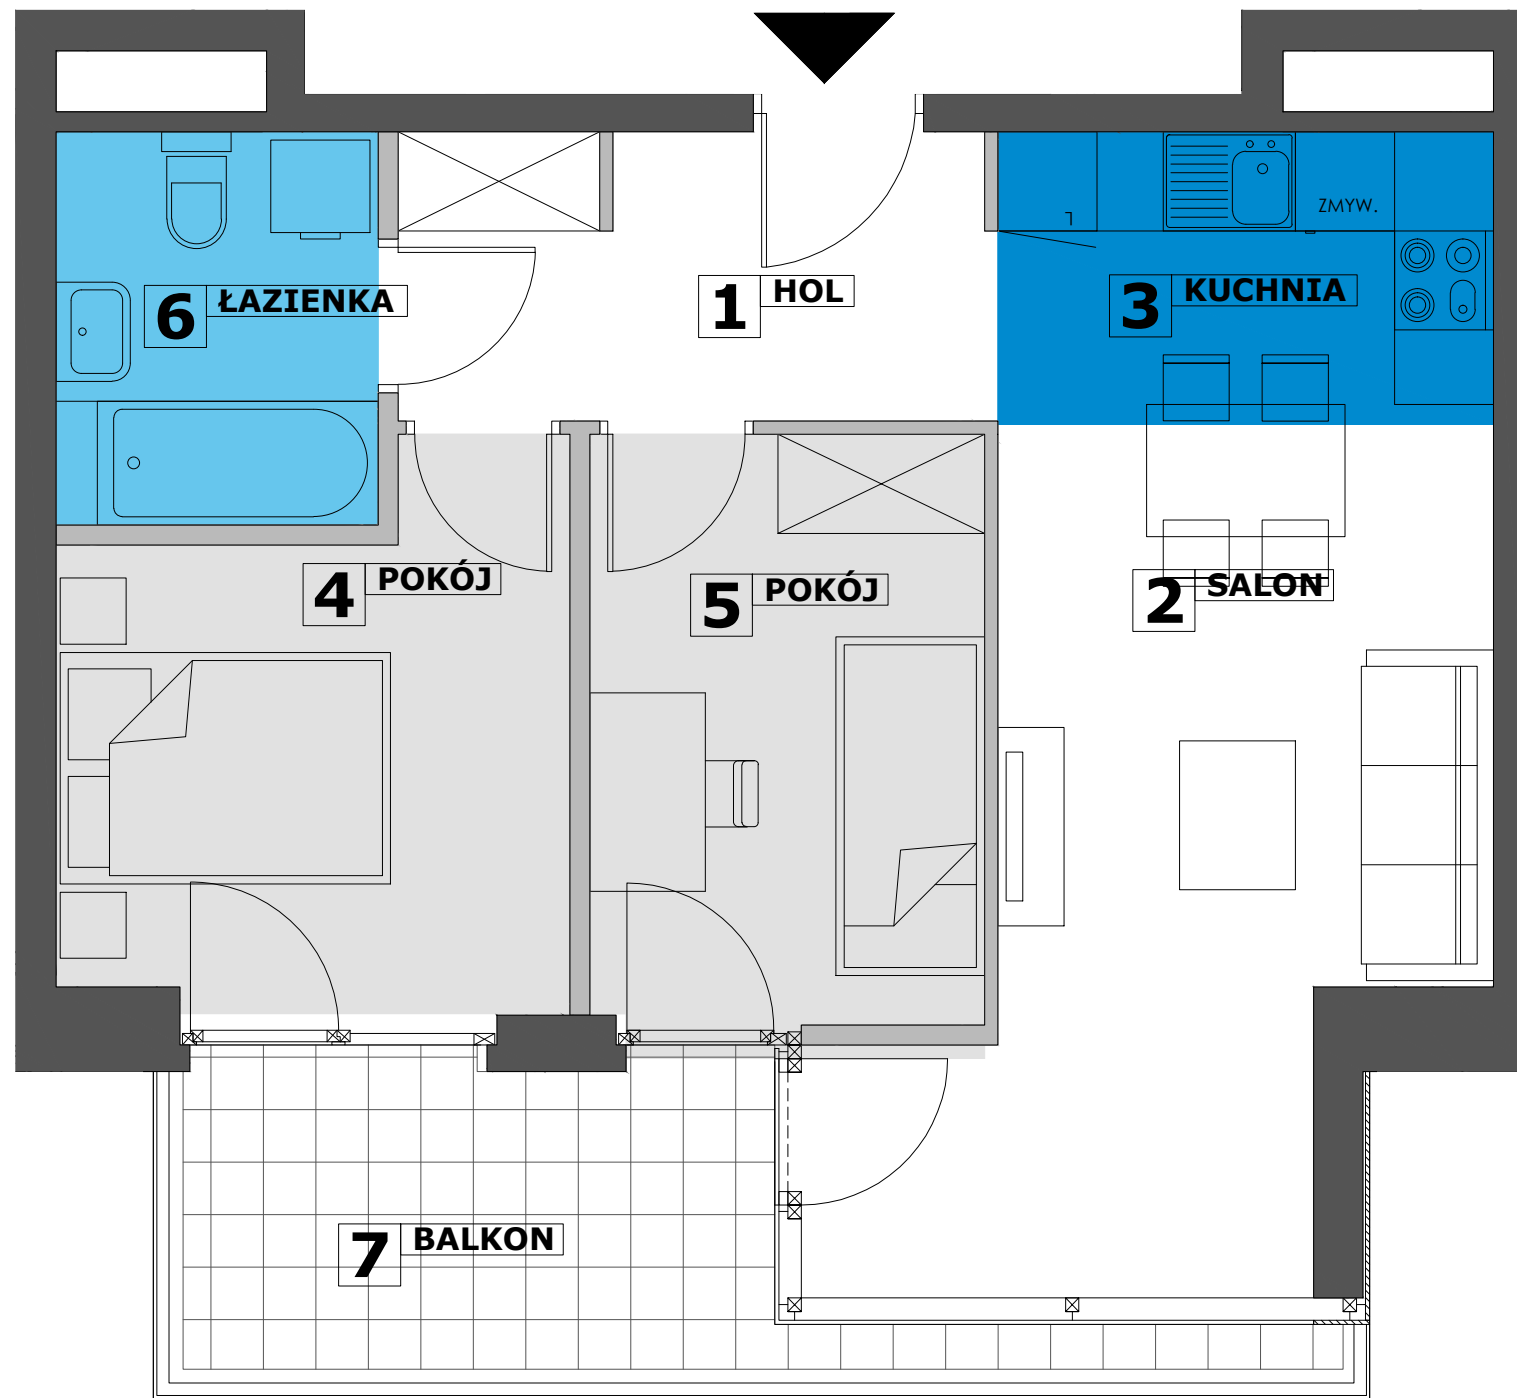 ZMYW.
1 HOL
3 KUCHNIA
6 ŁAZIENKA
4 POKÓJ
5 POKÓJ
2 SALON
7 BALKON